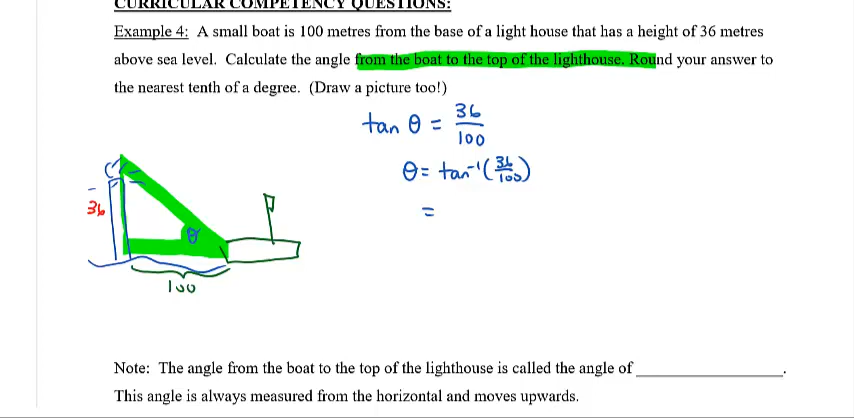 CURRICULAR COMPETENCY QUESTIONS:
Example 4: A small boat is 100 metres from the base of a light house that has a height of 36 metres
above sea level. Calculate the angle from the boat to the top of the lighthouse. Round your answer to
the nearest tenth of a degree. (Draw a picture too!)
tan θ = 36/100
θ = tan⁻¹(36/100)
=
36
θ
100
Note: The angle from the boat to the top of the lighthouse is called the angle of ____________________.
This angle is always measured from the horizontal and moves upwards.